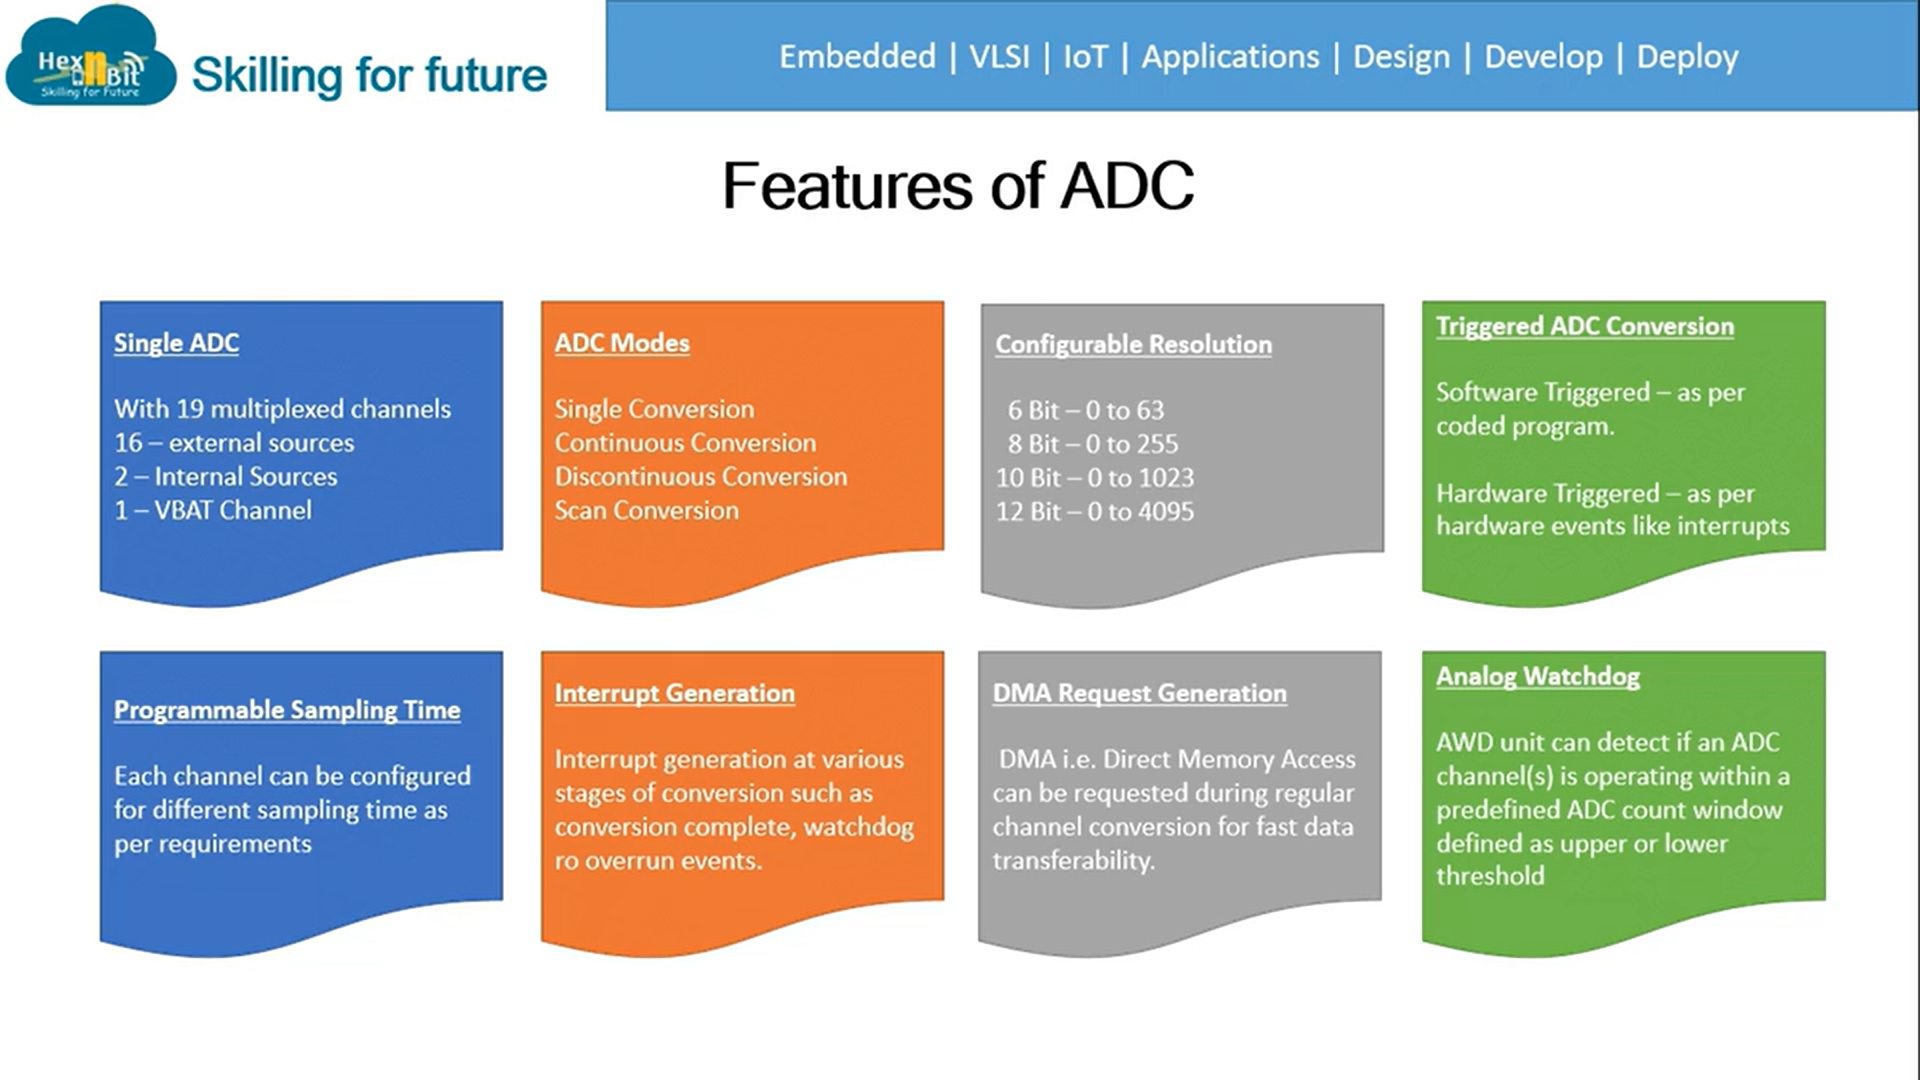 Hex n Bit
Skilling for Future
Skilling for future
Embedded | VLSI | IoT | Applications | Design | Develop | Deploy
Features of ADC
Single ADC
With 19 multiplexed channels
16 – external sources
2 – Internal Sources
1 – VBAT Channel
ADC Modes
Single Conversion
Continuous Conversion
Discontinuous Conversion
Scan Conversion
Configurable Resolution
6 Bit – 0 to 63
8 Bit – 0 to 255
10 Bit – 0 to 1023
12 Bit – 0 to 4095
Triggered ADC Conversion
Software Triggered – as per
coded program.
Hardware Triggered – as per
hardware events like interrupts
Programmable Sampling Time
Each channel can be configured
for different sampling time as
per requirements
Interrupt Generation
Interrupt generation at various
stages of conversion such as
conversion complete, watchdog
ro overrun events.
DMA Request Generation
DMA i.e. Direct Memory Access
can be requested during regular
channel conversion for fast data
transferability.
Analog Watchdog
AWD unit can detect if an ADC
channel(s) is operating within a
predefined ADC count window
defined as upper or lower
threshold